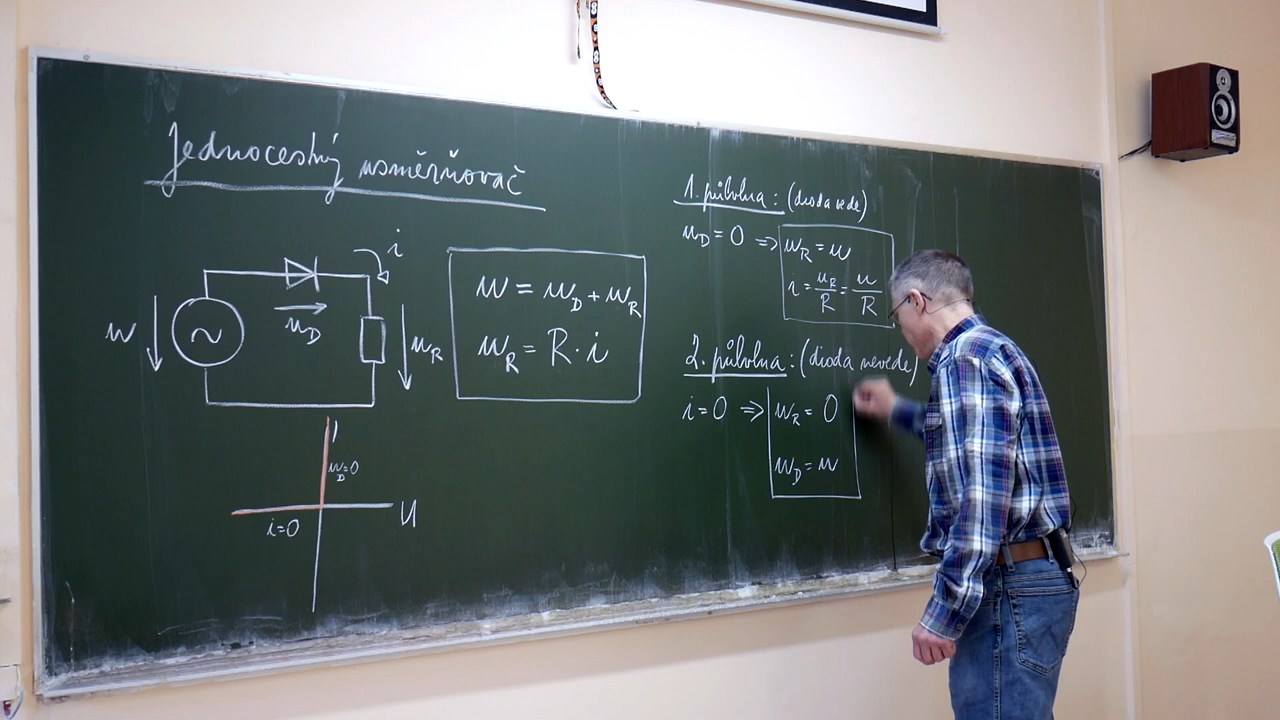 Jednocestný usměrňovač
i
u
u_D
u_R
u = u_D + u_R
u_R = R · i
I
u_D=0
i=0
U
1. půlvlna: (dioda vede)
u_D = 0 ⇒ u_R = u
i = u_R/R = u/R
2. půlvlna: (dioda nevede)
i = 0 ⇒ u_R = 0
u_D = u